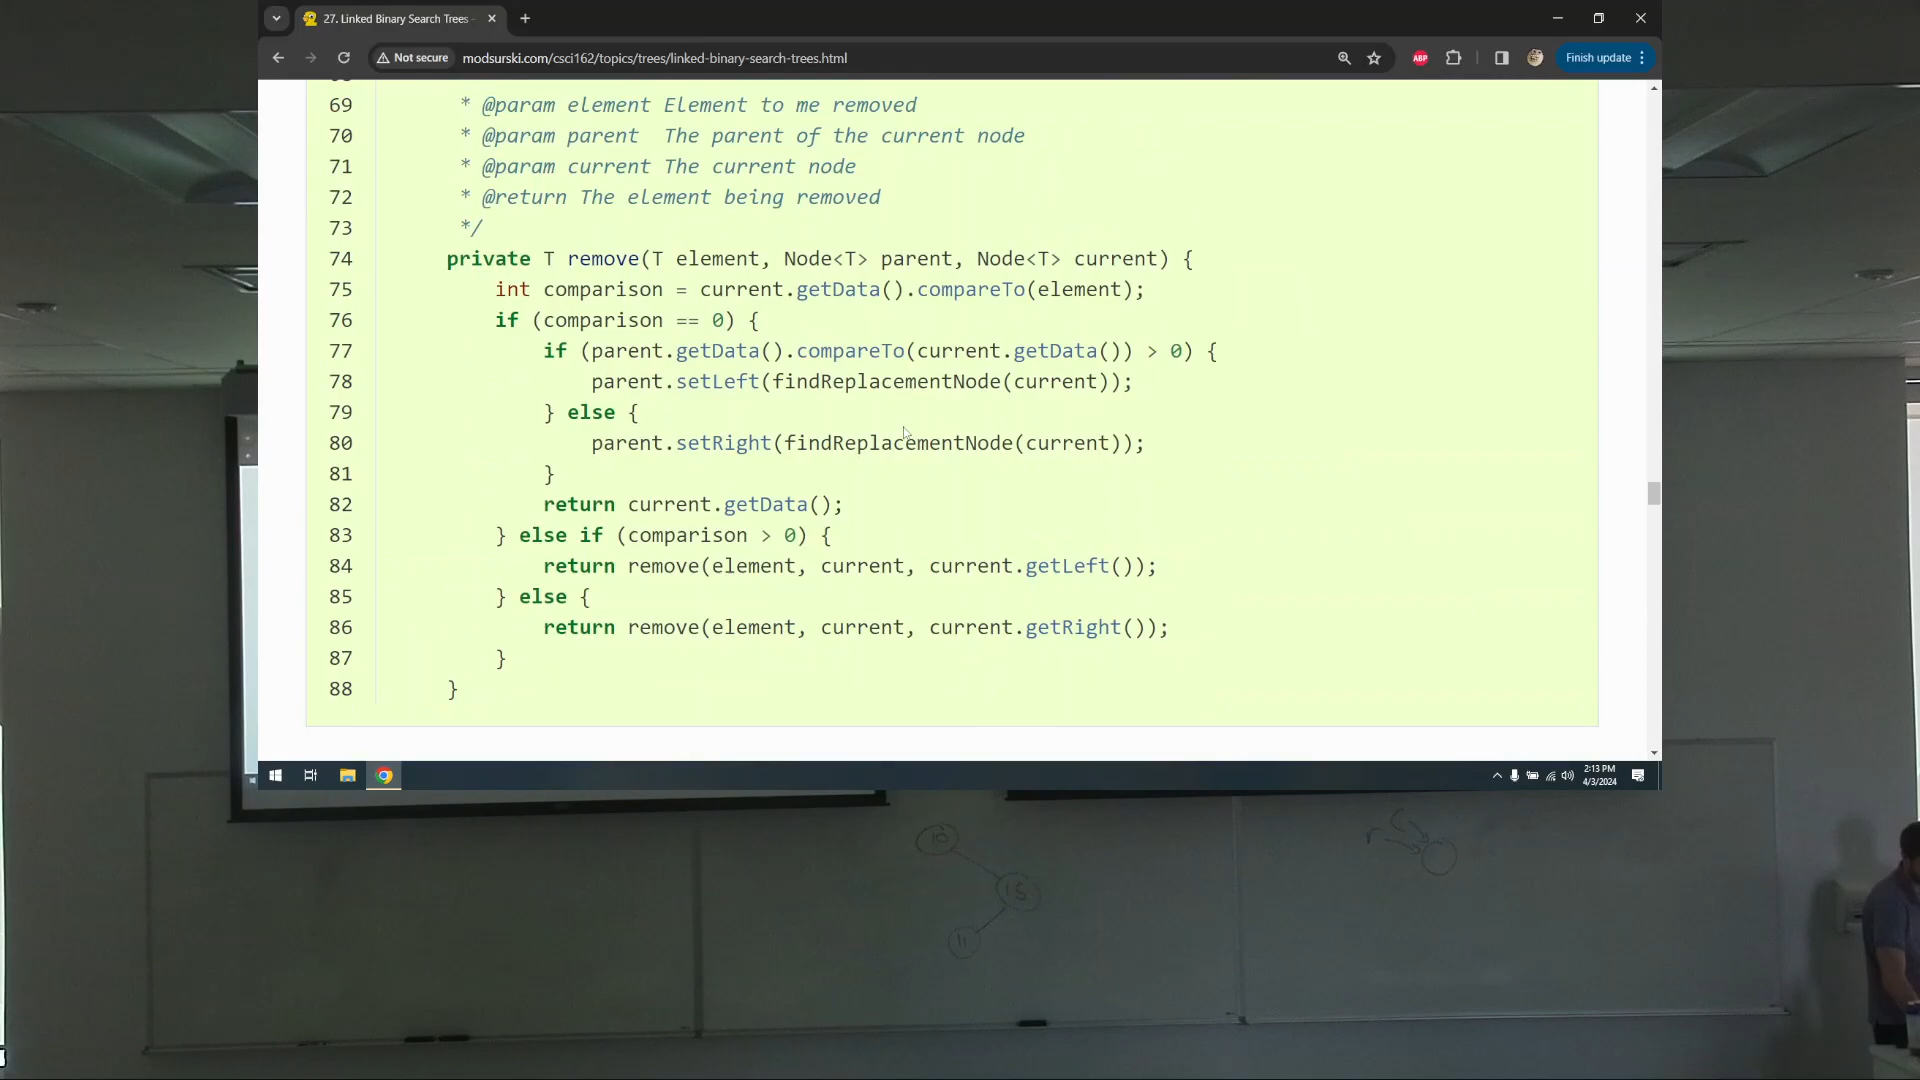 27. Linked Binary Search Trees -
Not secure modsurski.com/csci162/topics/trees/linked-binary-search-trees.html
ABP
Finish update
69 * @param element Element to me removed
70 * @param parent  The parent of the current node
71 * @param current The current node
72 * @return The element being removed
73 */
74 private T remove(T element, Node<T> parent, Node<T> current) {
75 int comparison = current.getData().compareTo(element);
76 if (comparison == 0) {
77 if (parent.getData().compareTo(current.getData()) > 0) {
78 parent.setLeft(findReplacementNode(current));
79 } else {
80 parent.setRight(findReplacementNode(current));
81 }
82 return current.getData();
83 } else if (comparison > 0) {
84 return remove(element, current, current.getLeft());
85 } else {
86 return remove(element, current, current.getRight());
87 }
88 }
2:13 PM
4/3/2024
10
15
11
r C